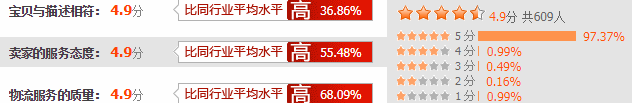 宝贝与描述相符： 4.9分 比同行业平均水平 高 36.86%
卖家的服务态度： 4.9分 比同行业平均水平 高 55.48%
物流服务的质量： 4.9分 比同行业平均水平 高 68.09%
4.9分 共609人
5分 97.37%
4分 0.99%
3分 0.49%
2分 0.16%
1分 0.99%